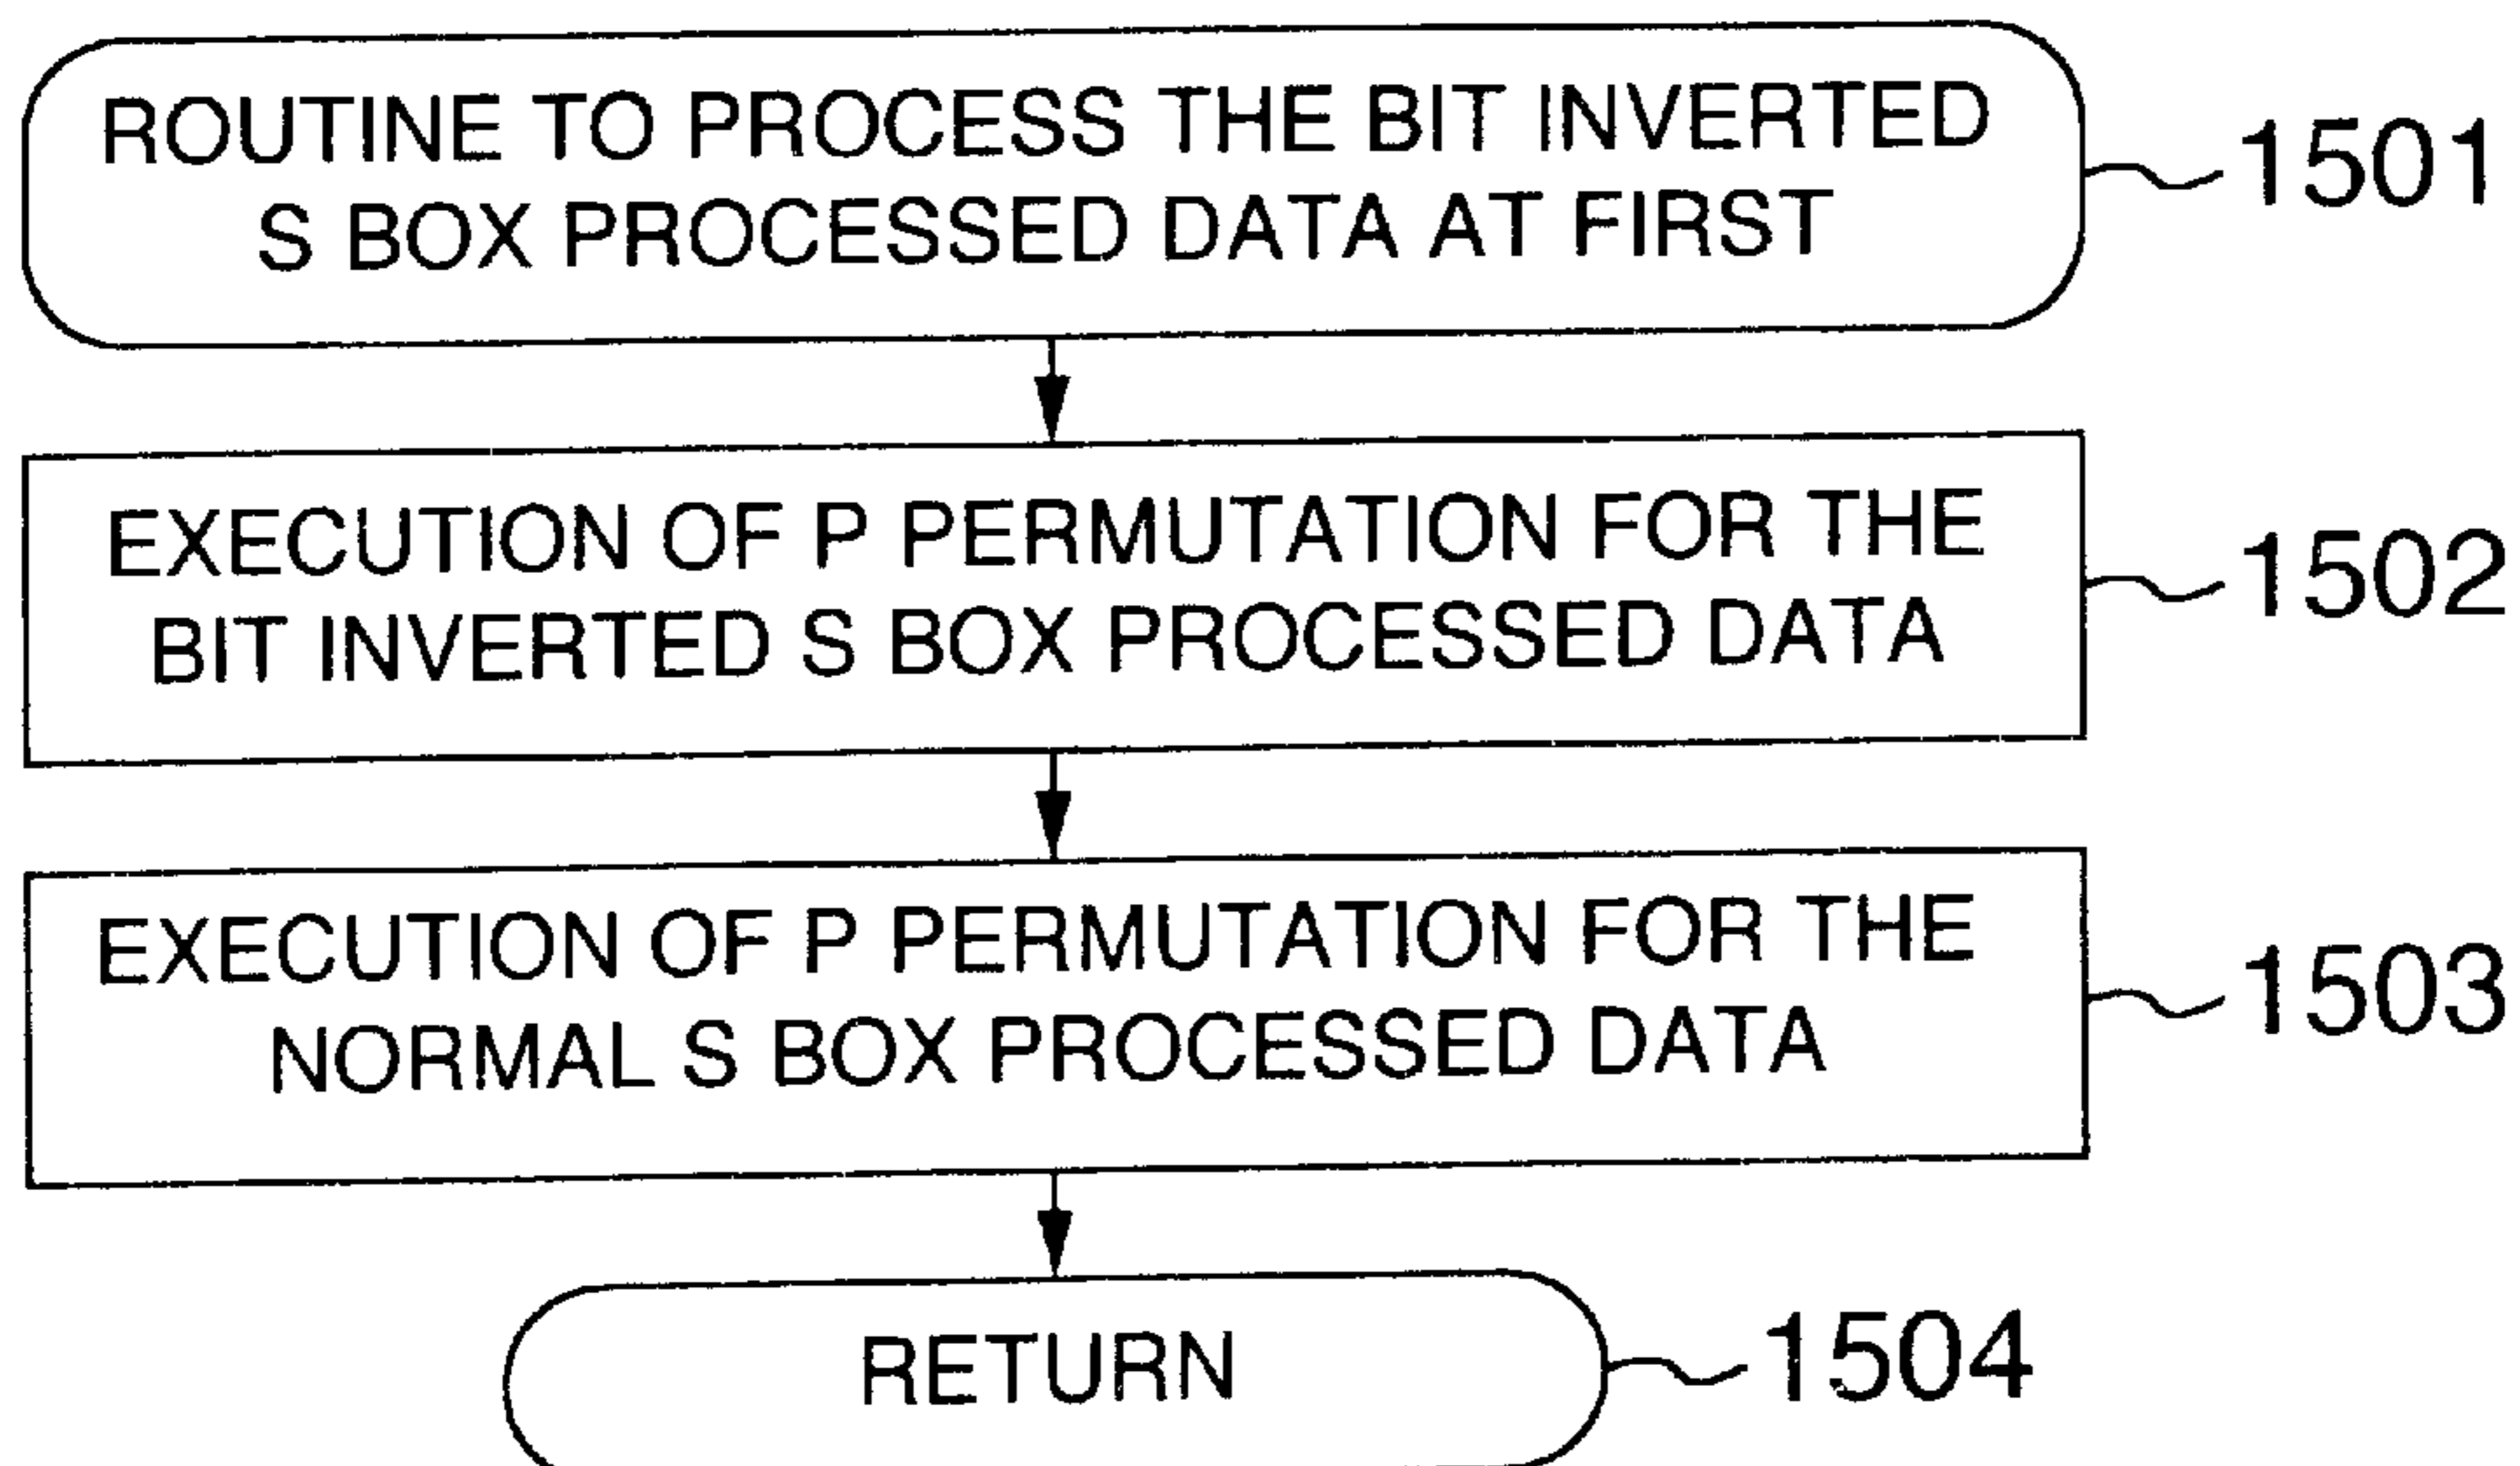 ROUTINE TO PROCESS THE BIT INVERTED
S BOX PROCESSED DATA AT FIRST
1501
EXECUTION OF P PERMUTATION FOR THE
BIT INVERTED S BOX PROCESSED DATA
1502
EXECUTION OF P PERMUTATION FOR THE
NORMAL S BOX PROCESSED DATA
1503
RETURN
1504